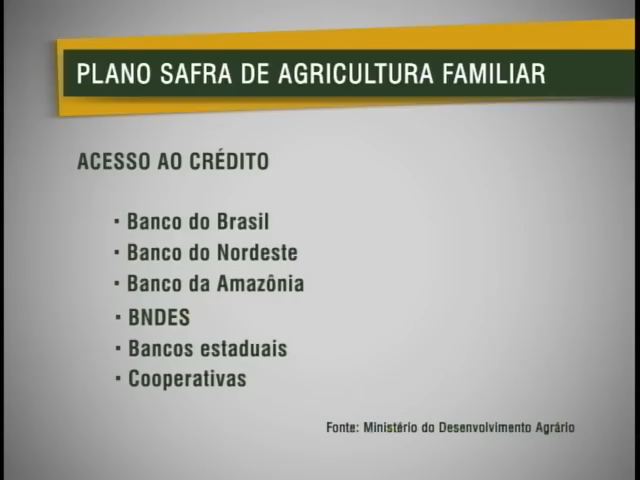 PLANO SAFRA DE AGRICULTURA FAMILIAR
ACESSO AO CRÉDITO
· Banco do Brasil
· Banco do Nordeste
· Banco da Amazônia
· BNDES
· Bancos estaduais
· Cooperativas
Fonte: Ministério do Desenvolvimento Agrário